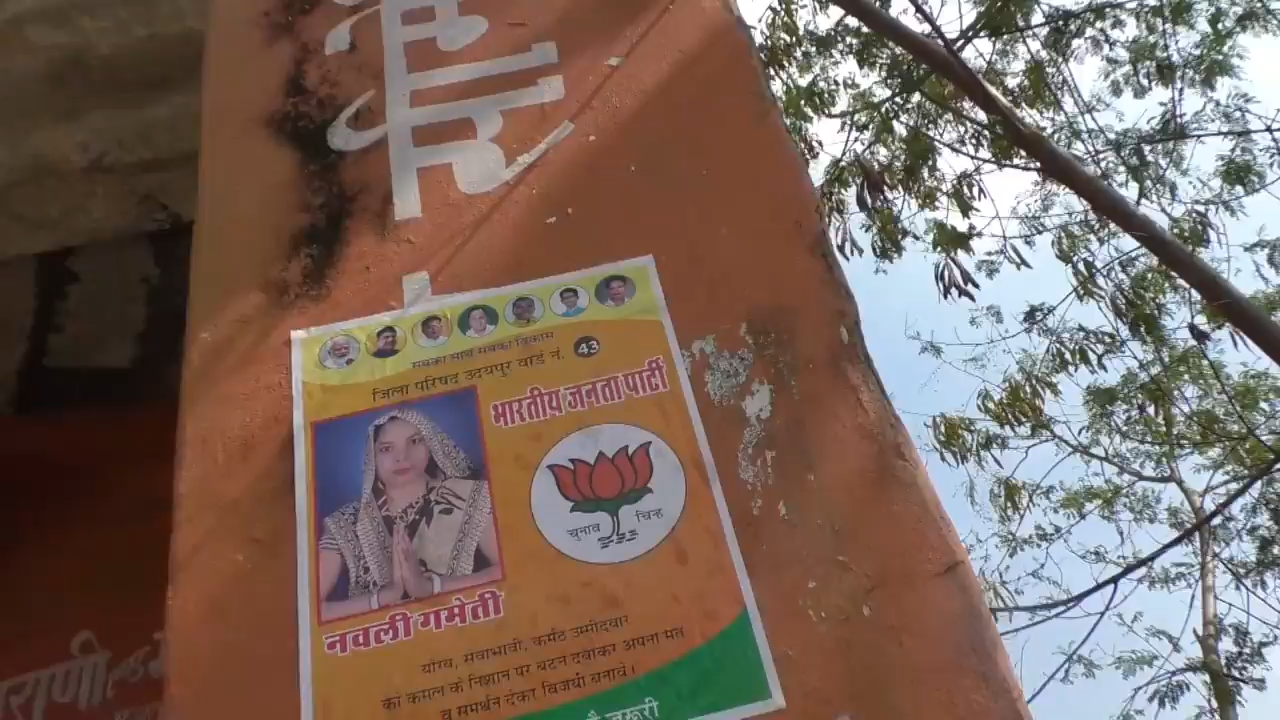 सबका साथ सबका विकास
जिला परिषद उदयपुर वार्ड नं. 43
भारतीय जनता पार्टी
चुनाव चिन्ह
नवली गमेती
योग्य, सेवाभावी, कर्मठ उम्मीदवार
को कमल के निशान पर बटन दबाकर अपना मत
व समर्थन देकर विजयी बनावें।
है जरूरी